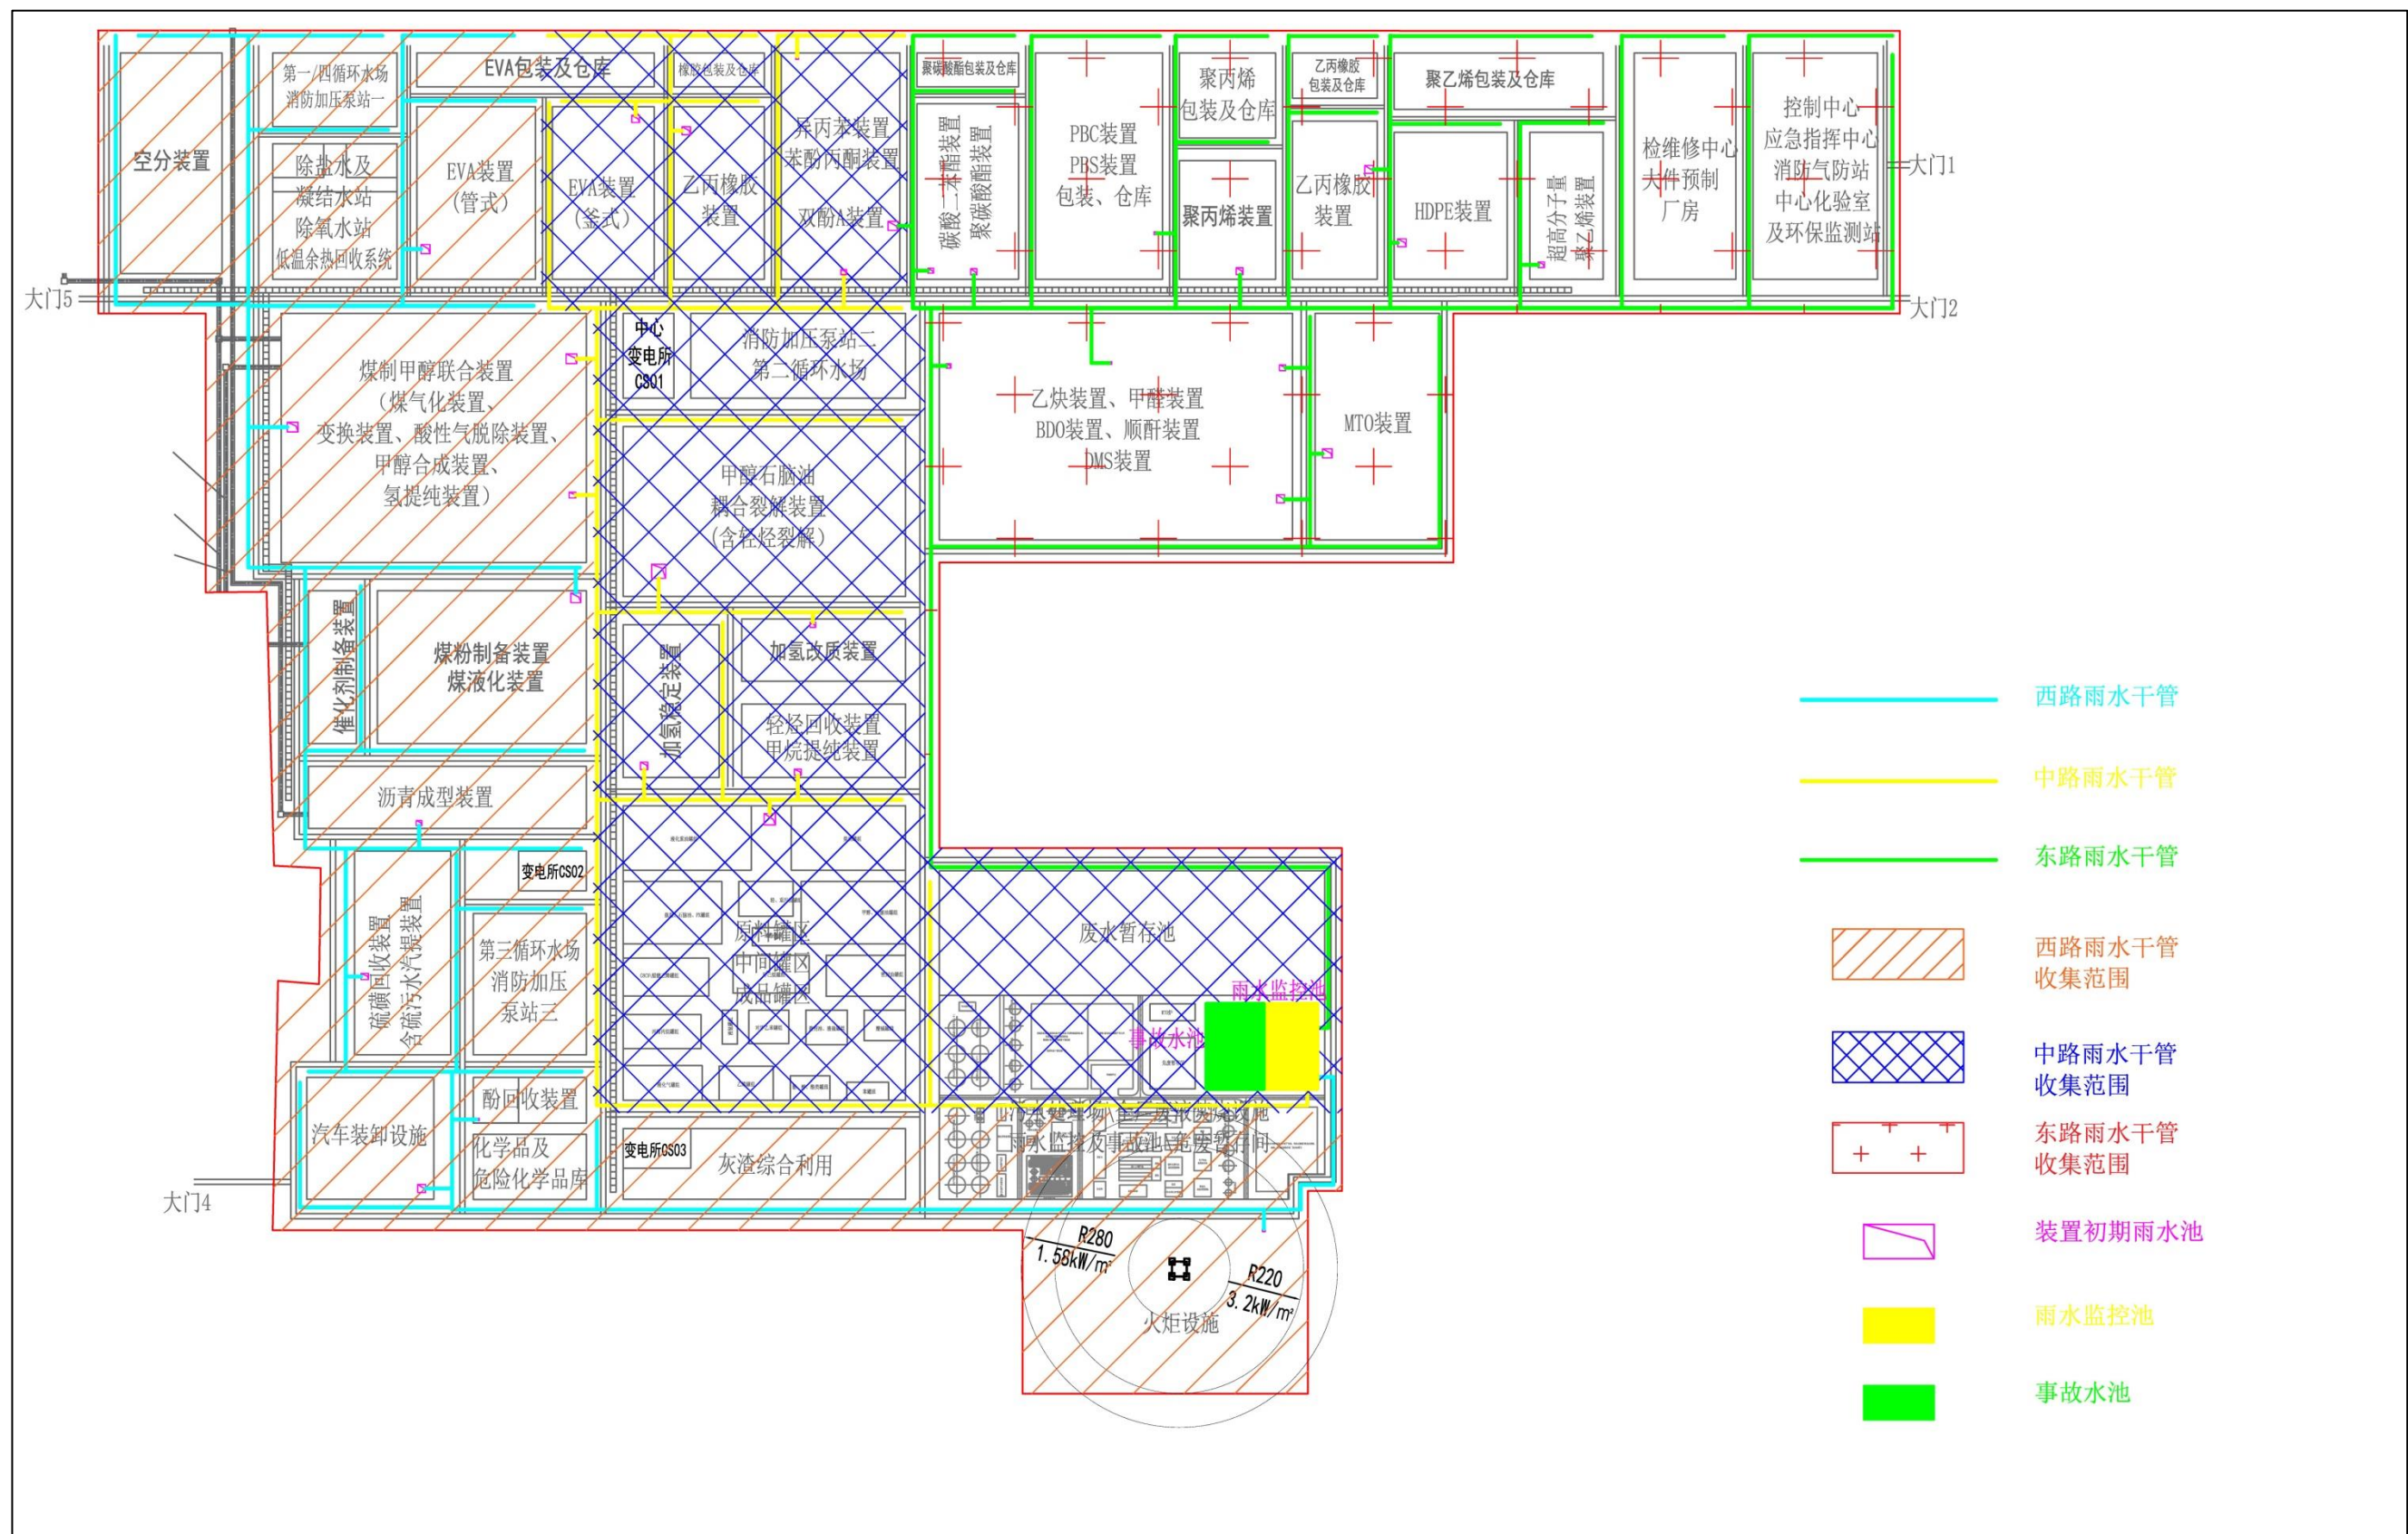 第一/四循环水场
消防加压泵站一
空分装置
除盐水及
凝结水站
除氧水站
低温余热回收系统
EVA包装及仓库
EVA装置
(管式)
EVA装置
(釜式)
橡胶包装及仓库
乙丙橡胶
装置
异丙苯装置
苯酚丙酮装置
双酚A装置
聚碳酸酯包装及仓库
碳酸二苯酯装置
聚碳酸酯装置
PBC装置
PBS装置
包装、仓库
聚丙烯
包装及仓库
聚丙烯装置
乙丙橡胶
包装及仓库
乙丙橡胶
装置
聚乙烯包装及仓库
HDPE装置
超高分子量
聚乙烯装置
检维修中心
大件预制
厂房
控制中心
应急指挥中心
消防气防站
中心化验室
及环保监测站
大门1
大门2
大门5
煤制甲醇联合装置
(煤气化装置、
变换装置、酸性气脱除装置、
甲醇合成装置、
氢提纯装置)
中心
变电所
CS01
消防加压泵站二
第二循环水场
甲醇石脑油
耦合裂解装置
(含轻烃裂解)
乙炔装置、甲醛装置
BDO装置、顺酐装置
DMS装置
MTO装置
催化剂制备装置
煤粉制备装置
煤液化装置
加氢稳定装置
加氢改质装置
轻烃回收装置
甲烷提纯装置
沥青成型装置
变电所CS02
硫磺回收装置
含硫污水汽提装置
第三循环水场
消防加压
泵站三
原料罐区
中间罐区
成品罐区
废水暂存池
雨水监控池
事故水池
汽车装卸设施
酚回收装置
化学品及
危险化学品库
变电所CS03
灰渣综合利用
雨水监控及事故池\危废暂存间
大门4
R280
1.58kW/m²
R220
3.2kW/m²
火炬设施
西路雨水干管
中路雨水干管
东路雨水干管
西路雨水干管
收集范围
中路雨水干管
收集范围
东路雨水干管
收集范围
装置初期雨水池
雨水监控池
事故水池